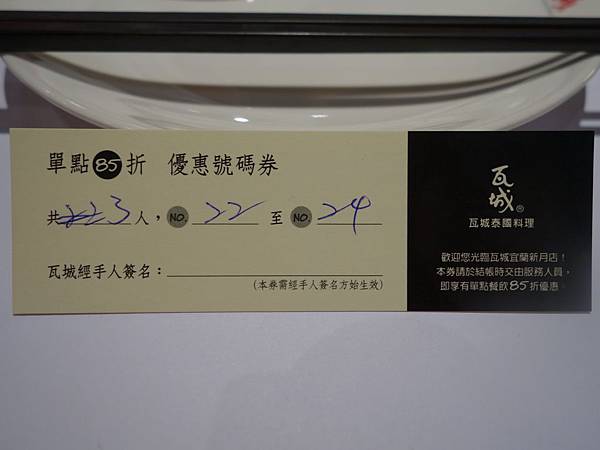 單點85折 優惠號碼券
共3人，NO. 22 至 NO. 24
瓦城經手人簽名：
(本券需經手人簽名方始生效)
瓦城®
瓦城泰國料理
歡迎您光臨瓦城宜蘭新月店！
本券請於結帳時交由服務人員，
即享有單點餐飲85折優惠。